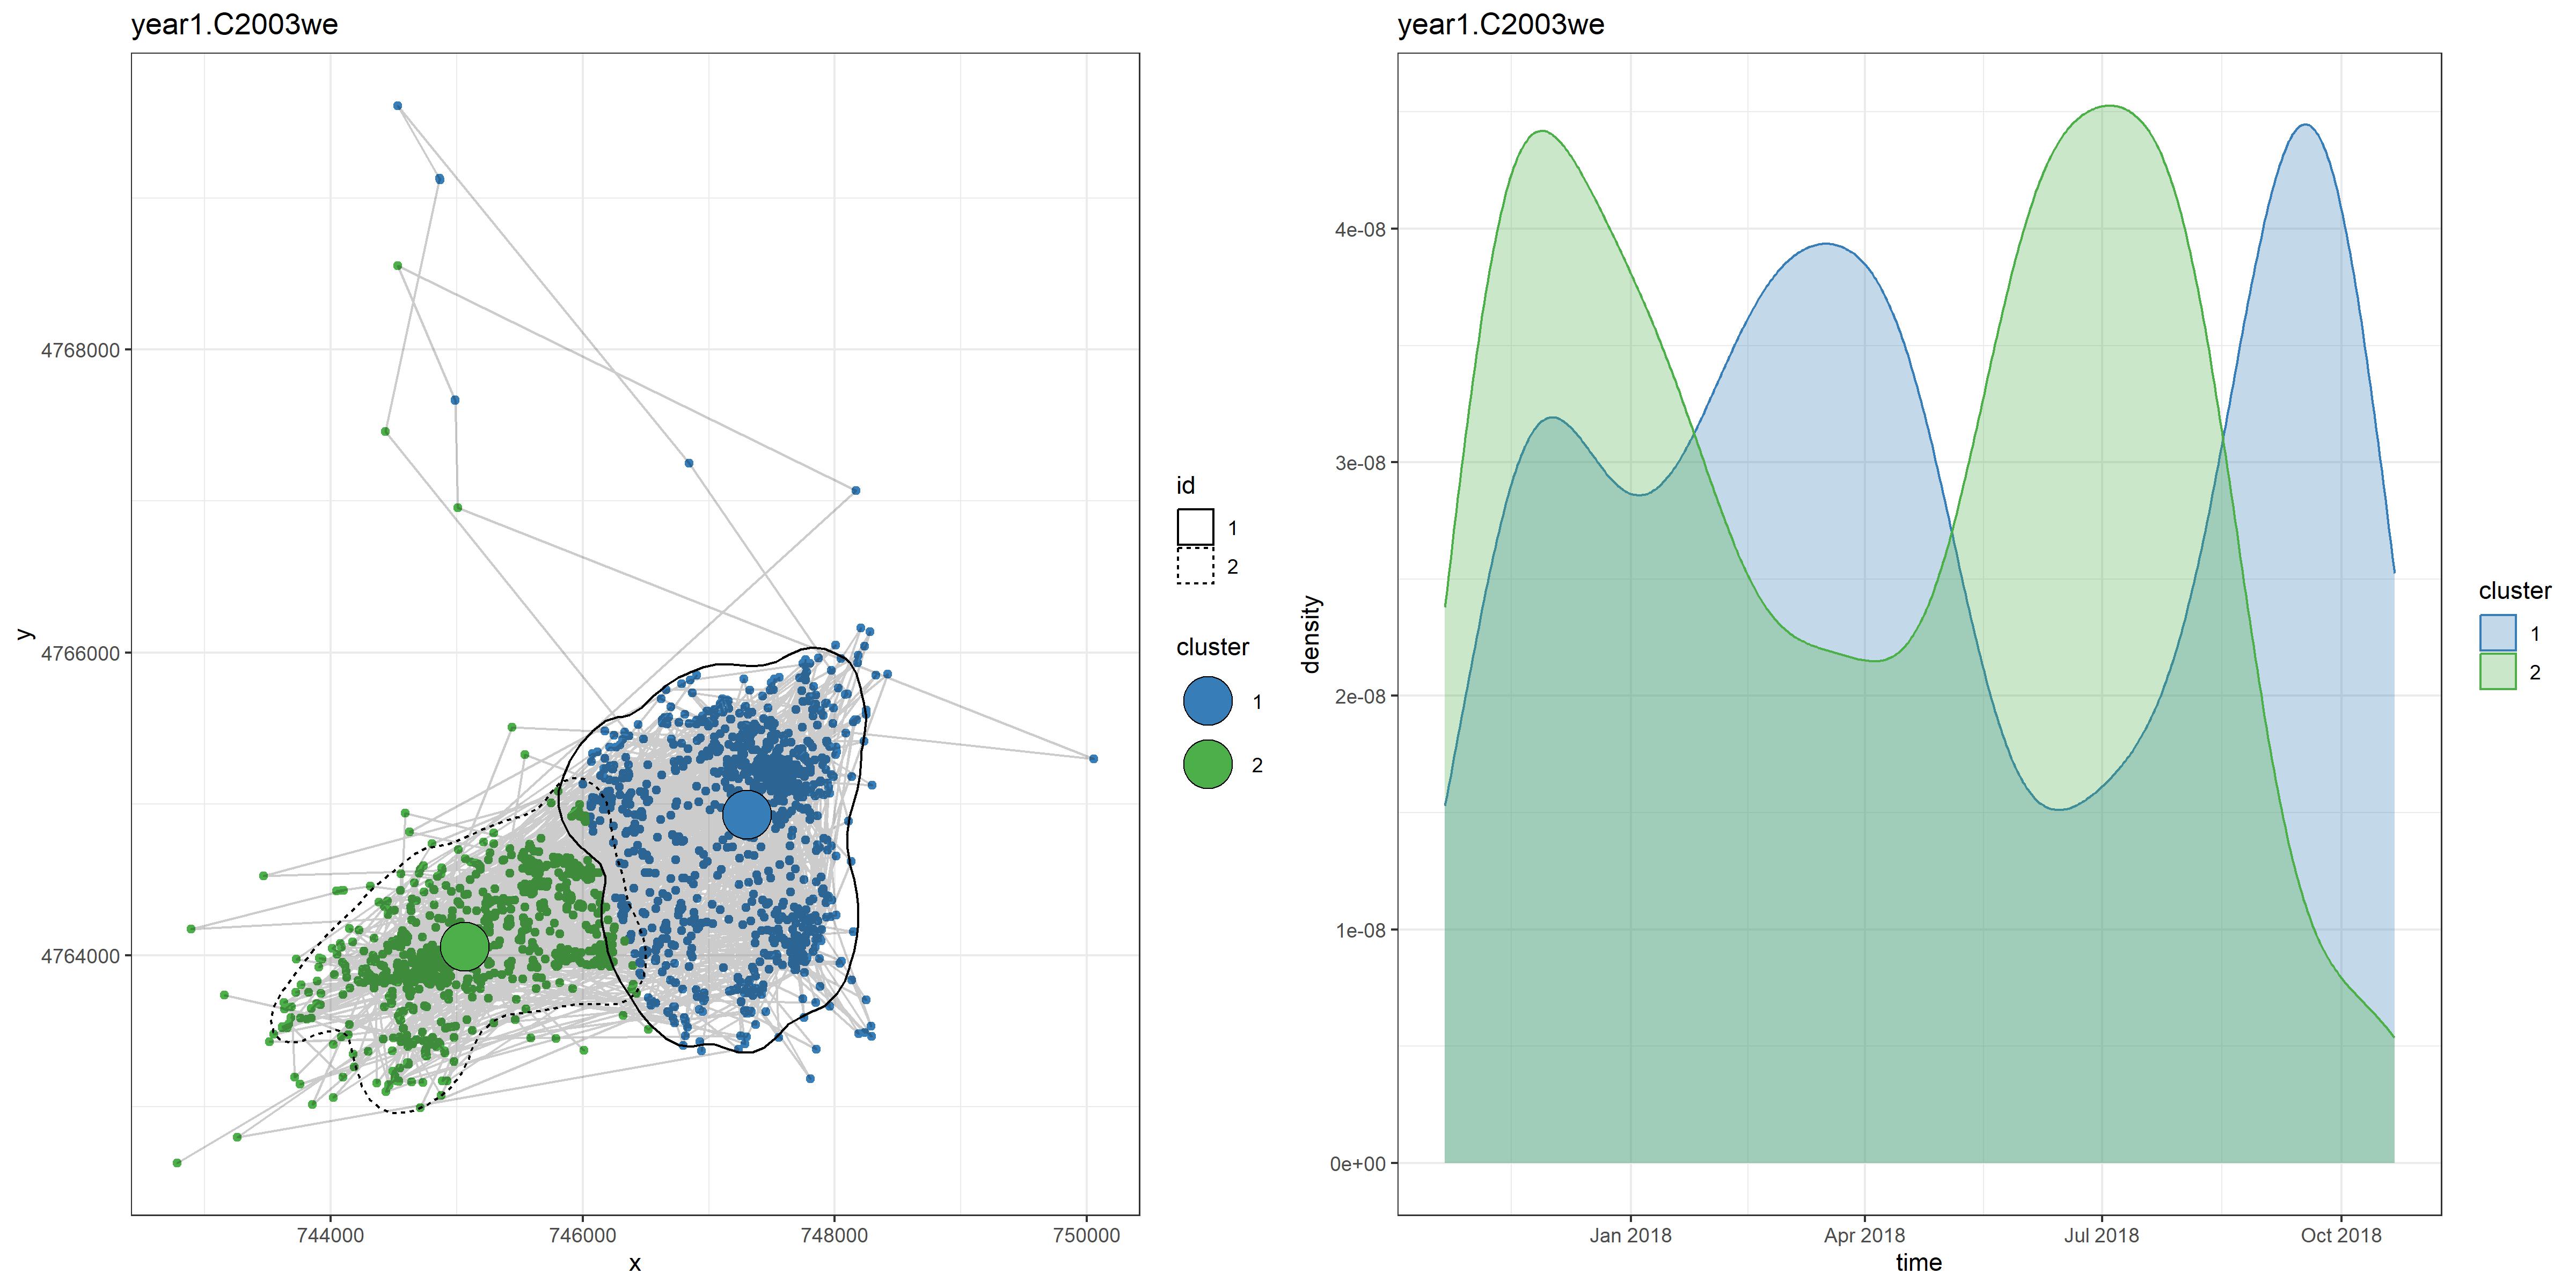 year1.C2003we
4768000
4766000
4764000
y
744000
746000
748000
750000
x
id
1
2
cluster
1
2
year1.C2003we
4e-08
3e-08
2e-08
1e-08
0e+00
density
Jan 2018
Apr 2018
Jul 2018
Oct 2018
time
cluster
1
2